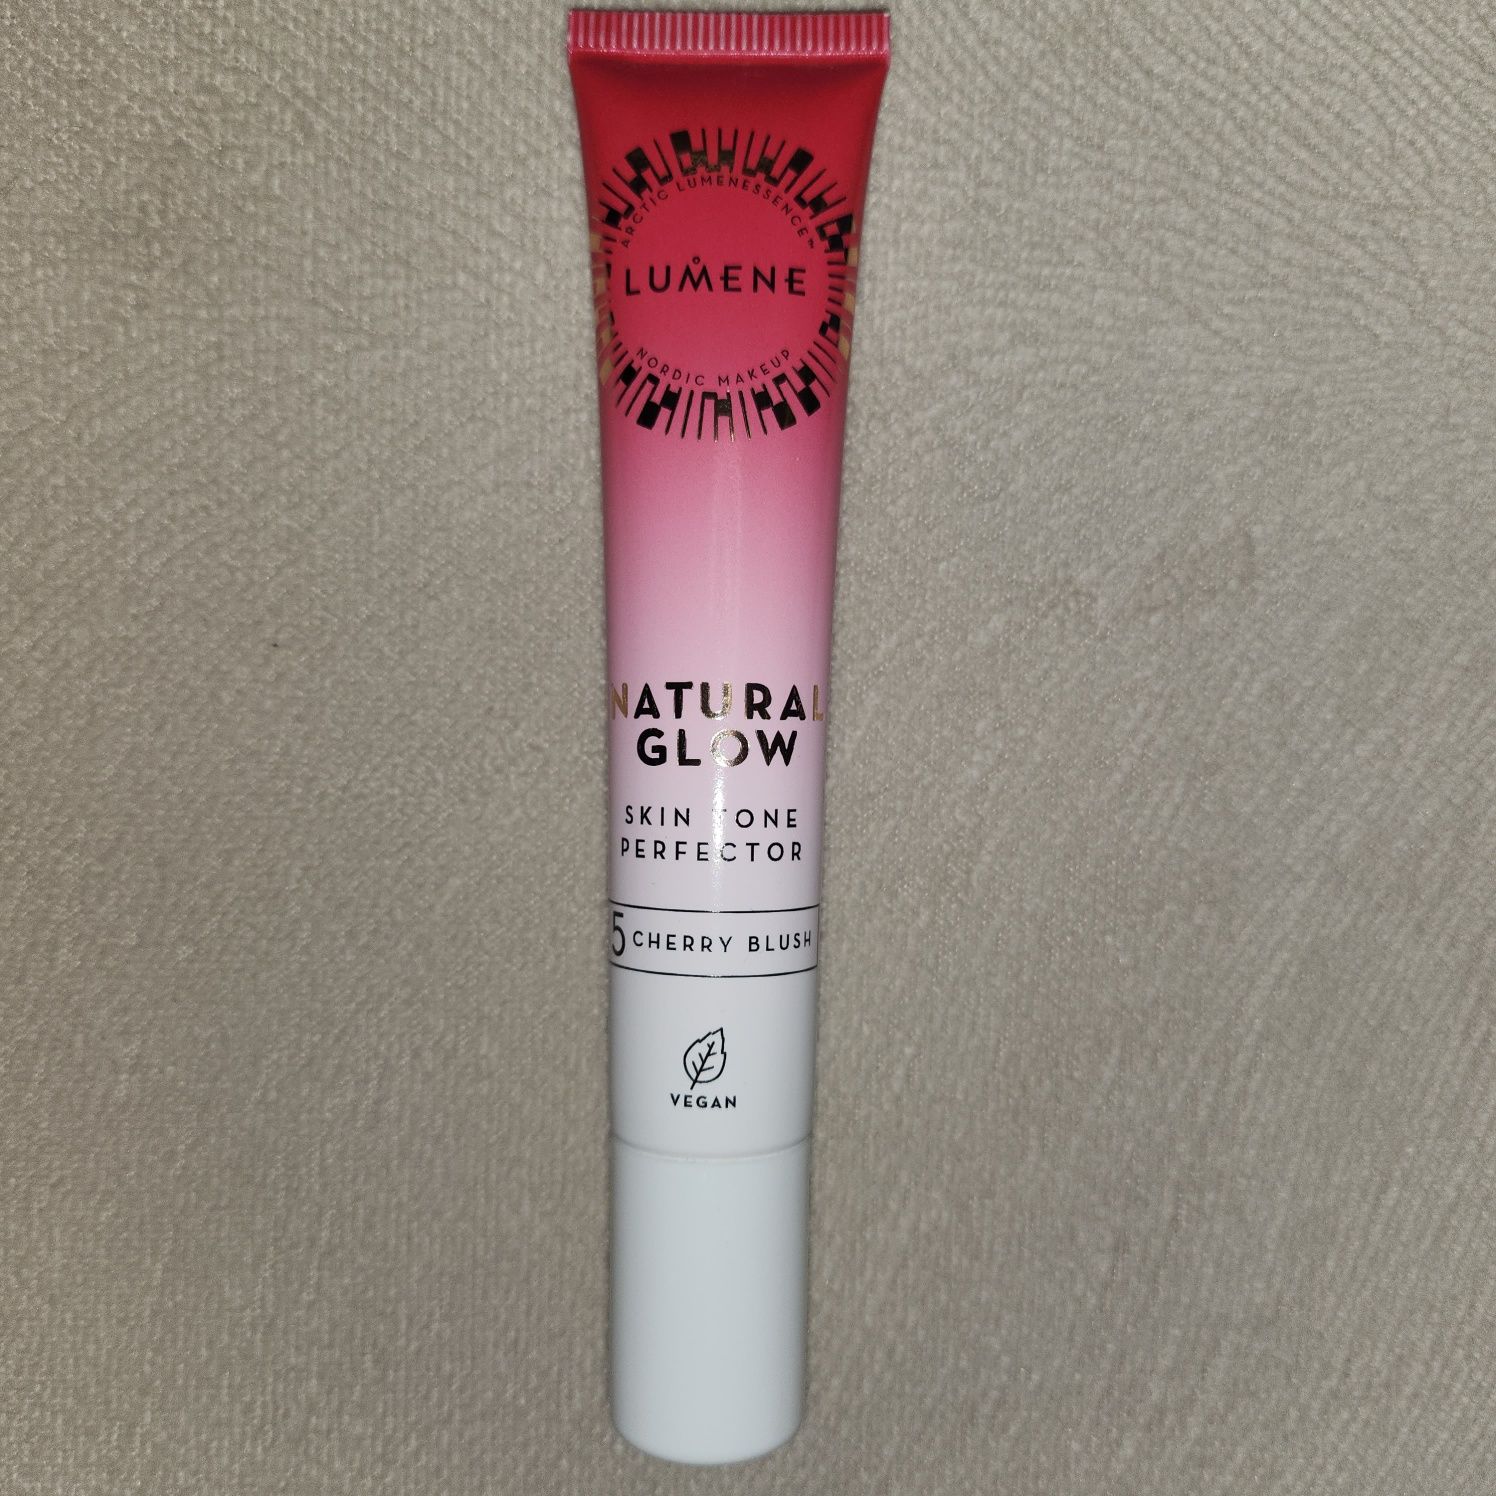 ARCTIC LUMENESSENCE™
LUMENE
NORDIC MAKEUP
NATURAL
GLOW
SKIN TONE
PERFECTOR
5 CHERRY BLUSH
VEGAN